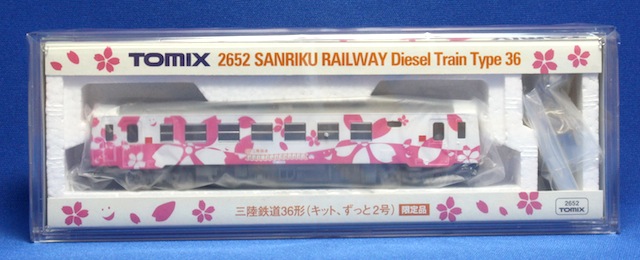 TOMIX 2652 SANRIKU RAILWAY Diesel Train Type 36
三陸鉄道36形(キット、ずっと2号) 限定品
2652
TOMIX